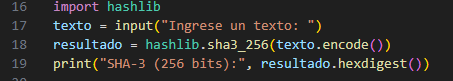 16 import hashlib
17 texto = input("Ingrese un texto: ")
18 resultado = hashlib.sha3_256(texto.encode())
19 print("SHA-3 (256 bits):", resultado.hexdigest())